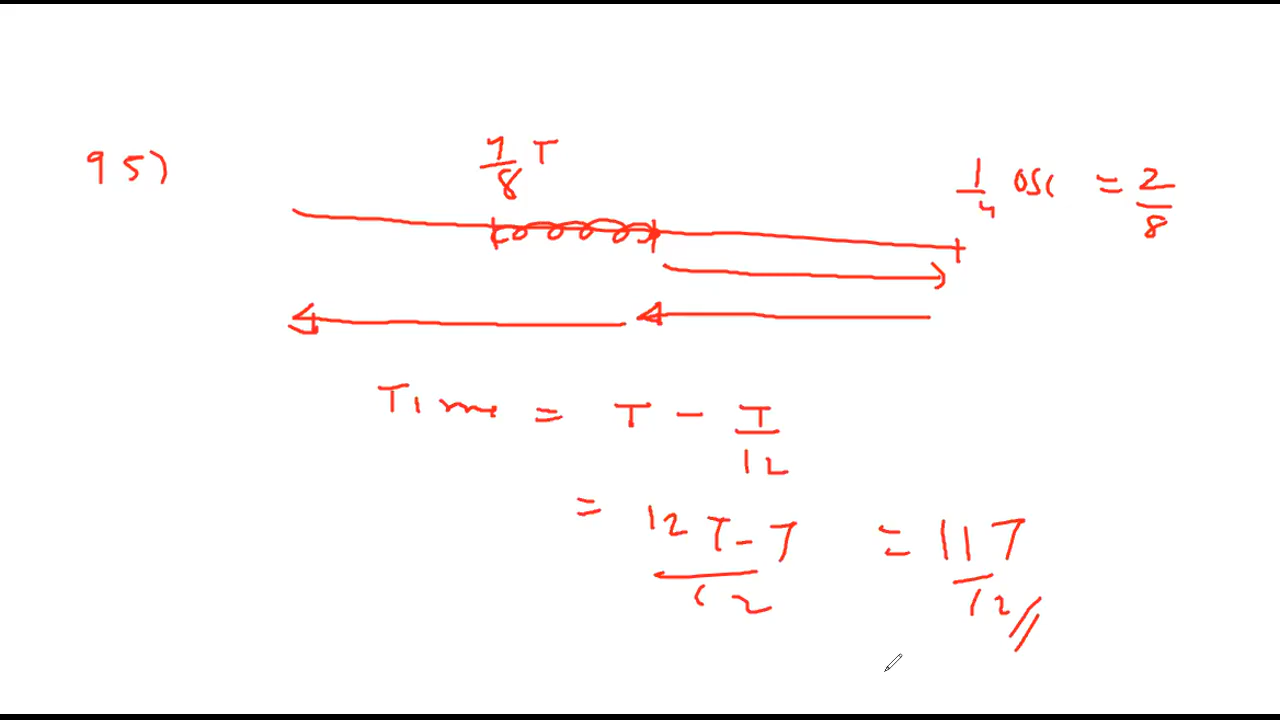 95)
7/8 T
1/4 OSC = 2/8
Time = T - T/12
= 12T - T/12 = 11T/12